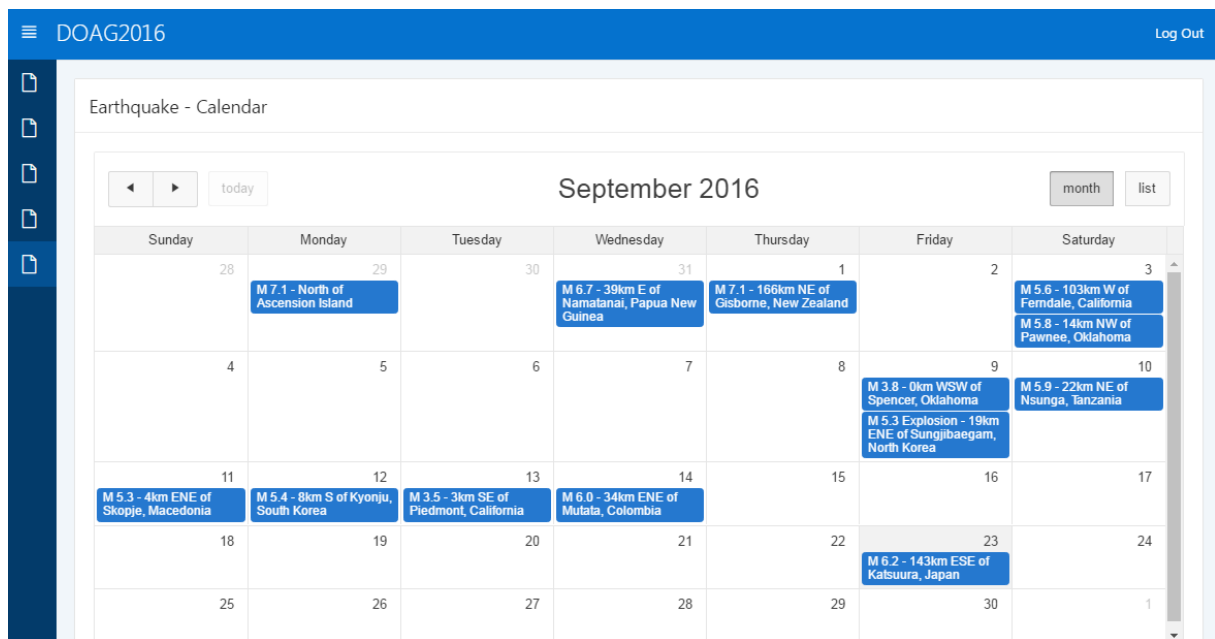 DOAG2016
Log Out
Earthquake - Calendar
today
September 2016
month
list
Sunday Monday Tuesday Wednesday Thursday Friday Saturday
28 29 30 31 1 2 3
M 7.1 - North of
Ascension Island
M 6.7 - 39km E of
Namatanai, Papua New
Guinea
M 7.1 - 166km NE of
Gisborne, New Zealand
M 5.6 - 103km W of
Ferndale, California
M 5.8 - 14km NW of
Pawnee, Oklahoma
4 5 6 7 8 9 10
M 3.8 - 0km WSW of
Spencer, Oklahoma
M 5.3 Explosion - 19km
ENE of Sungjibaegam,
North Korea
M 5.9 - 22km NE of
Nsunga, Tanzania
11 12 13 14 15 16 17
M 5.3 - 4km ENE of
Skopje, Macedonia
M 5.4 - 8km S of Kyonju,
South Korea
M 3.5 - 3km SE of
Piedmont, California
M 6.0 - 34km ENE of
Mutata, Colombia
18 19 20 21 22 23 24
M 6.2 - 143km ESE of
Katsuura, Japan
25 26 27 28 29 30 1